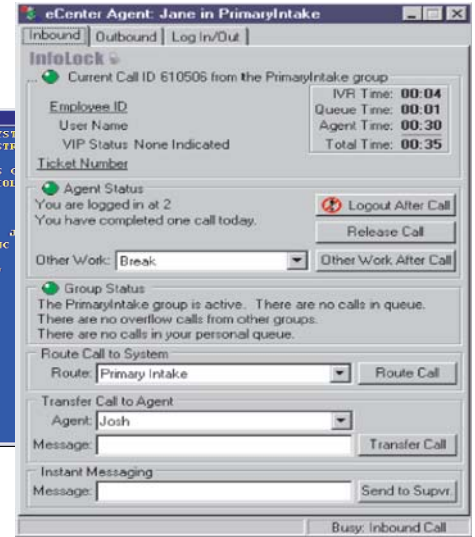 eCenter Agent: Jane in PrimaryIntake
Inbound Outbound Log In/Out
InfoLock
... Current Call ID 610506 from the PrimaryIntake group
IVR Time: 00:04
Employee ID Queue Time: 00:01
User Name Agent Time: 00:30
VIP Status None Indicated Total Time: 00:35
Ticket Number
Agent Status
You are logged in at 2
You have completed one call today.
Logout After Call
Release Call
Other Work: Break Other Work After Call
Group Status
The PrimaryIntake group is active. There are no calls in queue.
There are no overflow calls from other groups.
There are no calls in your personal queue.
Route Call to System
Route: Primary Intake Route Call
Transfer Call to Agent
Agent: Josh
Message: Transfer Call
Instant Messaging
Message: Send to Supvr.
Busy: Inbound Call